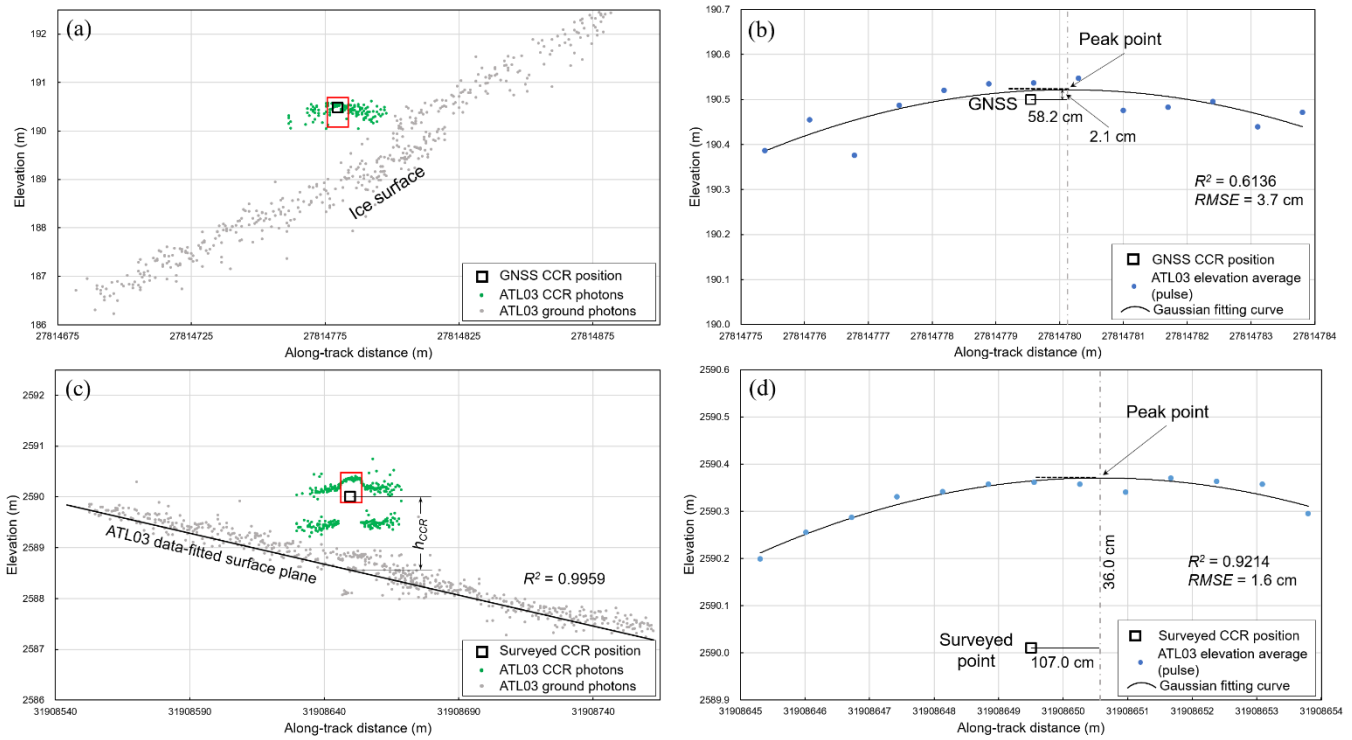 (a)
Elevation (m)
192
191
190
189
188
187
186
Ice surface
GNSS CCR position
ATL03 CCR photons
ATL03 ground photons
27814675
27814725
27814775
27814825
27814875
Along-track distance (m)
(b)
Elevation (m)
190.7
190.6
190.5
190.4
190.3
190.2
190.1
190.0
Peak point
GNSS
58.2 cm
2.1 cm
R² = 0.6136
RMSE = 3.7 cm
GNSS CCR position
ATL03 elevation average
(pulse)
Gaussian fitting curve
27814775
27814776
27814777
27814778
27814779
27814780
27814781
27814782
27814783
27814784
Along-track distance (m)
(c)
Elevation (m)
2592
2591
2590
2589
2588
2587
2586
hCCR'
ATL03 data-fitted surface plane
R² = 0.9959
Surveyed CCR position
ATL03 CCR photons
ATL03 ground photons
31908540
31908590
31908640
31908690
31908740
Along-track distance (m)
(d)
Elevation (m)
2590.6
2590.5
2590.4
2590.3
2590.2
2590.1
2590.0
2589.9
Peak point
36.0 cm
R² = 0.9214
RMSE = 1.6 cm
Surveyed
point
107.0 cm
Surveyed CCR position
ATL03 elevation average
(pulse)
Gaussian fitting curve
31908645
31908646
31908647
31908648
31908649
31908650
31908651
31908652
31908653
31908654
Along-track distance (m)